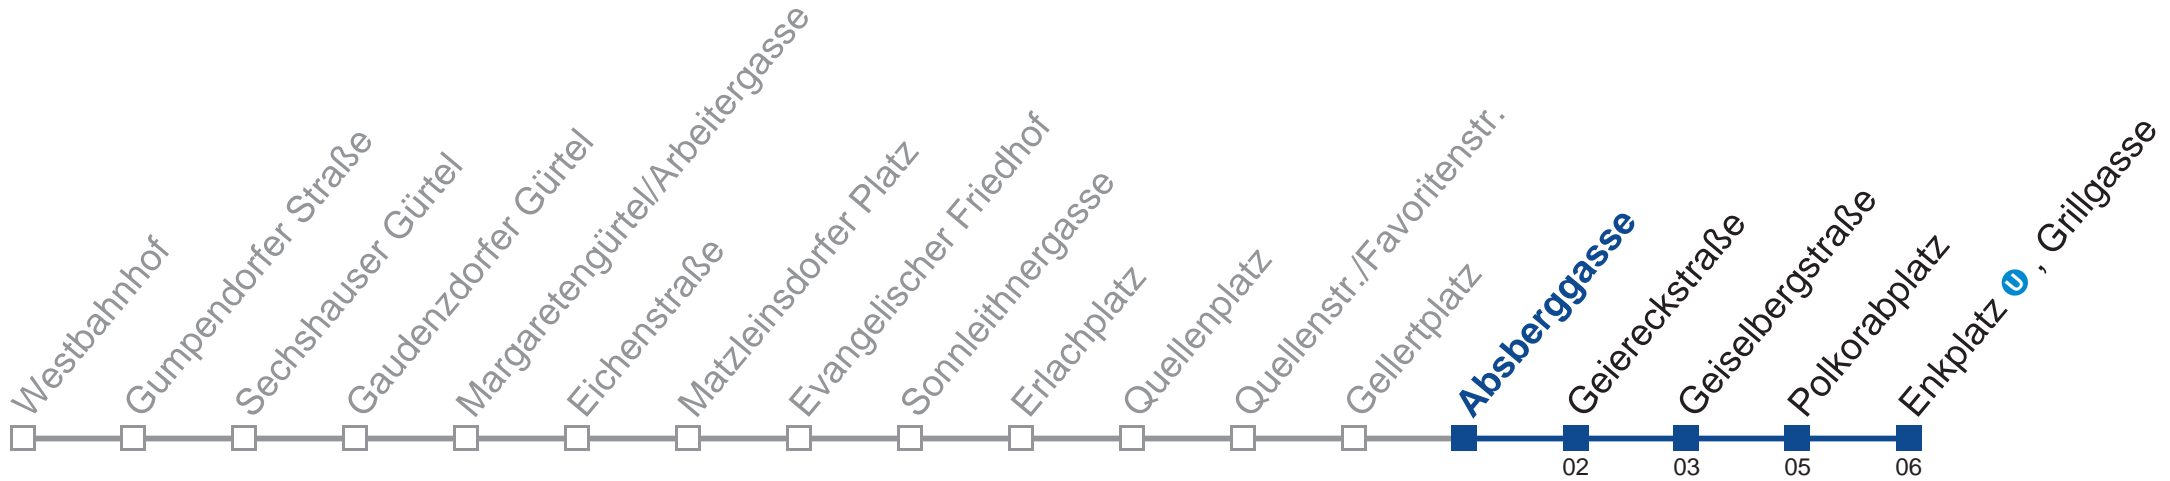 Westbahnhof
Gumpendorfer Straße
Sechshauser Gürtel
Gaudenzdorfer Gürtel
Margaretengürtel/Arbeitergasse
Eichenstraße
Matzleinsdorfer Platz
Evangelischer Friedhof
Sonnleithnergasse
Erlachplatz
Quellenplatz
Quellenstr./Favoritenstr.
Gellertplatz
Absberggasse
Geiereckstraße
Geiselbergstraße
Polkorabplatz
Enkplatz U , Grillgasse
02 03 05 06